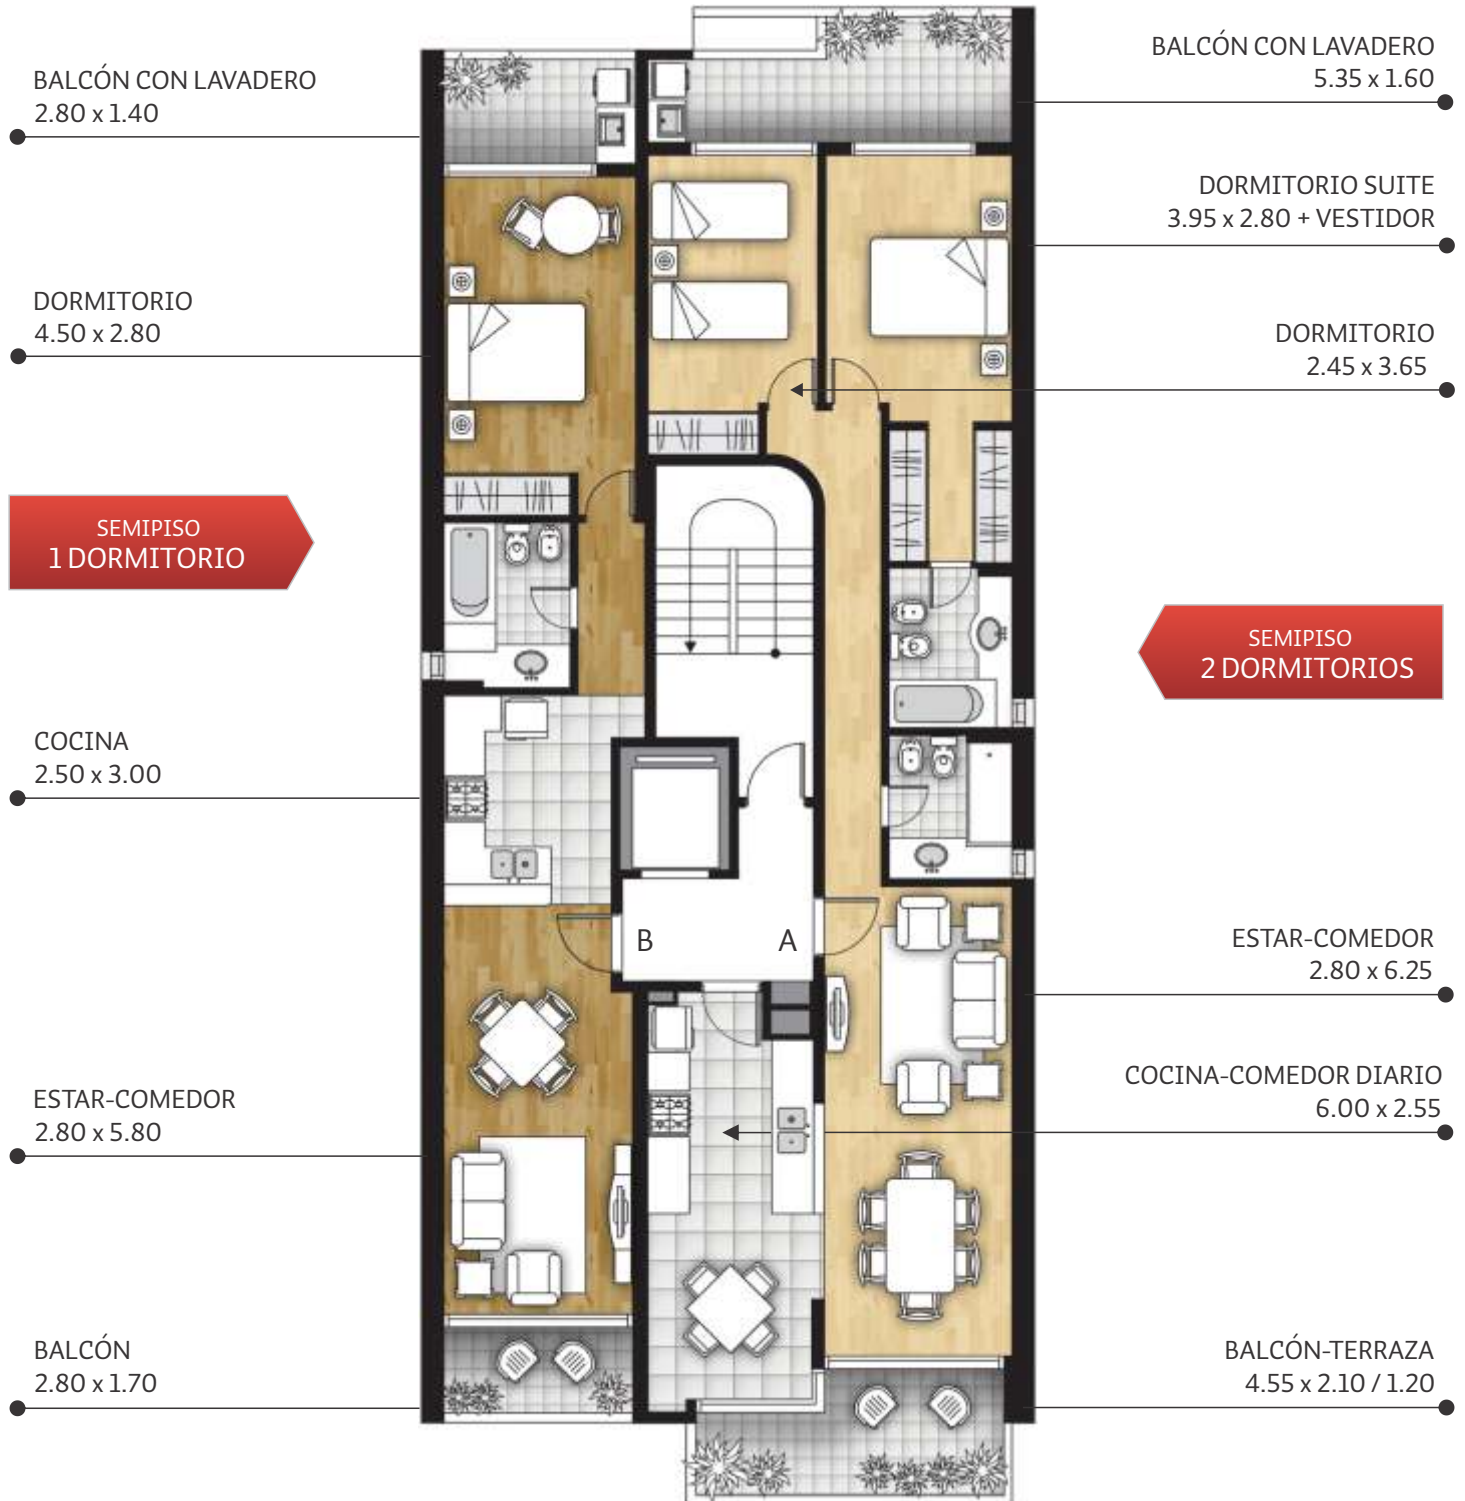 BALCÓN CON LAVADERO
2.80 x 1.40
DORMITORIO
4.50 x 2.80
SEMIPISO
1 DORMITORIO
COCINA
2.50 x 3.00
ESTAR-COMEDOR
2.80 x 5.80
BALCÓN
2.80 x 1.70
B
A
BALCÓN CON LAVADERO
5.35 x 1.60
DORMITORIO SUITE
3.95 x 2.80 + VESTIDOR
DORMITORIO
2.45 x 3.65
SEMIPISO
2 DORMITORIOS
ESTAR-COMEDOR
2.80 x 6.25
COCINA-COMEDOR DIARIO
6.00 x 2.55
BALCÓN-TERRAZA
4.55 x 2.10 / 1.20